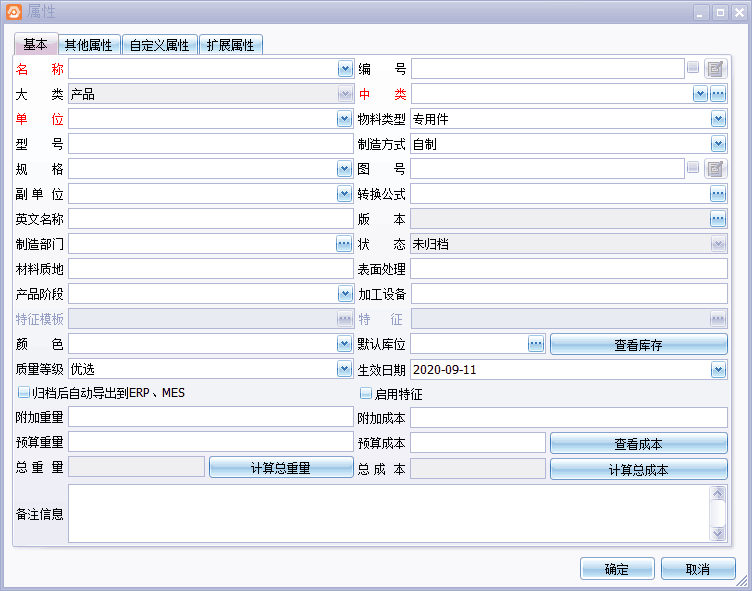 属性
基本 其他属性 自定义属性 扩展属性
名 称 编 号
大 类 产品 中 类
单 位 物料类型 专用件
型 号 制造方式 自制
规 格 图 号
副 单 位 转换公式
英文名称 版 本
制造部门 状 态 未归档
材料质地 表面处理
产品阶段 加工设备
特征模板 特 征
颜 色 默认库位 查看库存
质量等级 优选 生效日期 2020-09-11
归档后自动导出到ERP、MES 启用特征
附加重量 附加成本
预算重量 预算成本 查看成本
总 重 量 计算总重量 总 成 本 计算总成本
备注信息
确定 取消